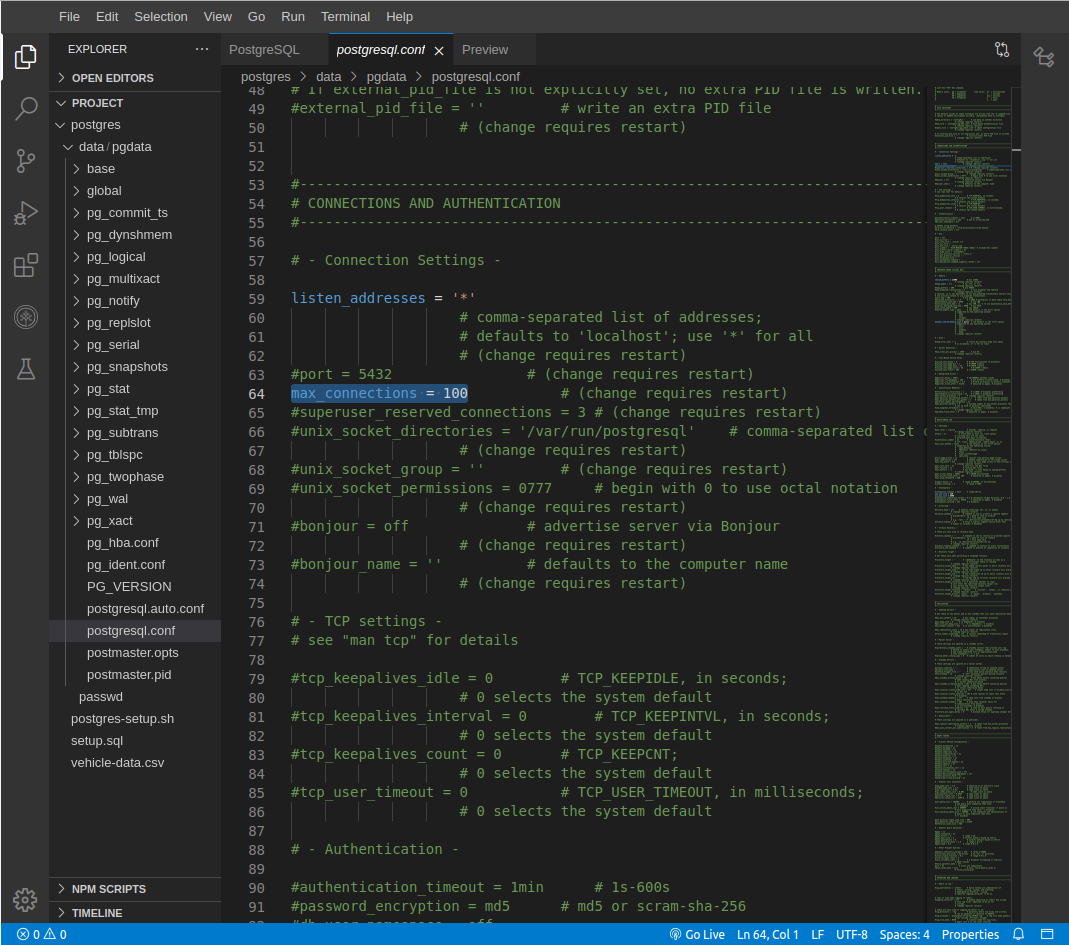 File Edit Selection View Go Run Terminal Help
EXPLORER ···
OPEN EDITORS
PROJECT
postgres
data / pgdata
base
global
pg_commit_ts
pg_dynshmem
pg_logical
pg_multixact
pg_notify
pg_replslot
pg_serial
pg_snapshots
pg_stat
pg_stat_tmp
pg_subtrans
pg_tblspc
pg_twophase
pg_wal
pg_xact
pg_hba.conf
pg_ident.conf
PG_VERSION
postgresql.auto.conf
postgresql.conf
postmaster.opts
postmaster.pid
passwd
postgres-setup.sh
setup.sql
vehicle-data.csv
NPM SCRIPTS
TIMELINE
PostgreSQL postgresql.conf Preview
postgres > data > pgdata > postgresql.conf
48 # If external_pid_file is not explicitly set, no extra PID file is written.
49 #external_pid_file = '' # write an extra PID file
50 # (change requires restart)
51
52
53 #--------------------------------------------------------------------------
54 # CONNECTIONS AND AUTHENTICATION
55 #--------------------------------------------------------------------------
56
57 # - Connection Settings -
58
59 listen_addresses = '*'
60 # comma-separated list of addresses;
61 # defaults to 'localhost'; use '*' for all
62 # (change requires restart)
63 #port = 5432 # (change requires restart)
64 max_connections = 100 # (change requires restart)
65 #superuser_reserved_connections = 3 # (change requires restart)
66 #unix_socket_directories = '/var/run/postgresql' # comma-separated list
67 # (change requires restart)
68 #unix_socket_group = '' # (change requires restart)
69 #unix_socket_permissions = 0777 # begin with 0 to use octal notation
70 # (change requires restart)
71 #bonjour = off # advertise server via Bonjour
72 # (change requires restart)
73 #bonjour_name = '' # defaults to the computer name
74 # (change requires restart)
75
76 # - TCP settings -
77 # see "man tcp" for details
78
79 #tcp_keepalives_idle = 0 # TCP_KEEPIDLE, in seconds;
80 # 0 selects the system default
81 #tcp_keepalives_interval = 0 # TCP_KEEPINTVL, in seconds;
82 # 0 selects the system default
83 #tcp_keepalives_count = 0 # TCP_KEEPCNT;
84 # 0 selects the system default
85 #tcp_user_timeout = 0 # TCP_USER_TIMEOUT, in milliseconds;
86 # 0 selects the system default
87
88 # - Authentication -
89
90 #authentication_timeout = 1min # 1s-600s
91 #password_encryption = md5 # md5 or scram-sha-256
0 0 Go Live Ln 64, Col 1 LF UTF-8 Spaces: 4 Properties